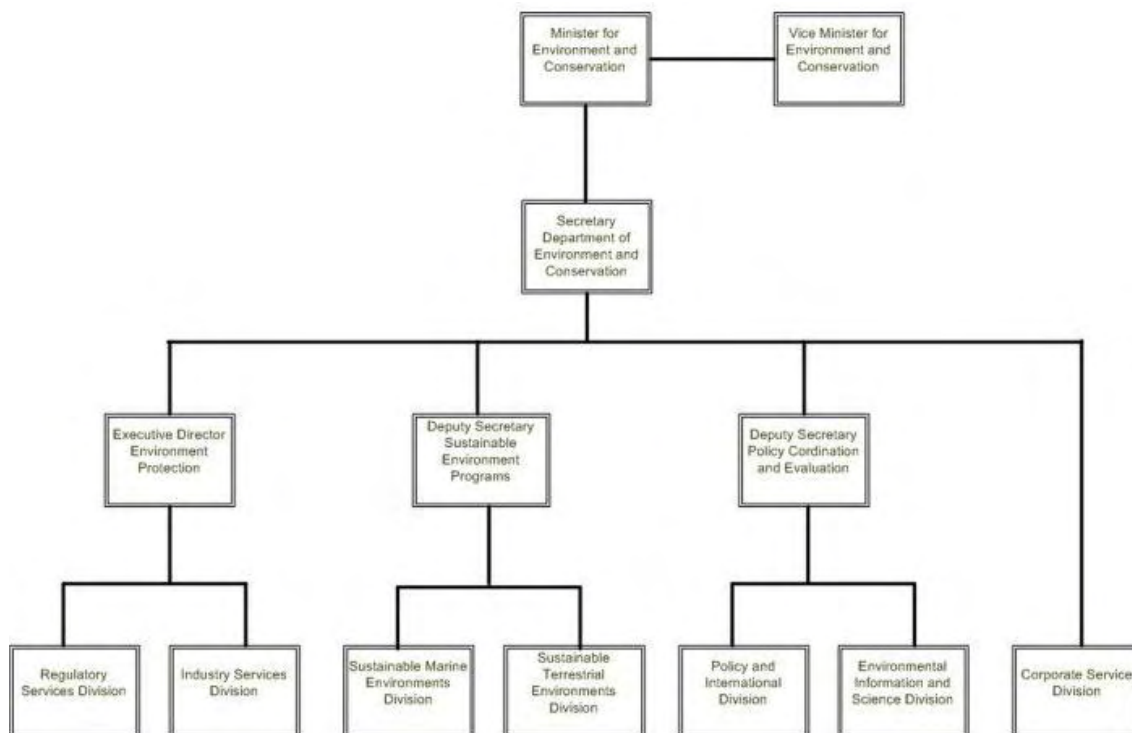 Minister for
Environment and
Conservation
Vice Minister for
Environment and
Conservation
Secretary
Department of
Environment and
Conservation
Executive Director
Environment
Protection
Deputy Secretary
Sustainable
Environment
Programs
Deputy Secretary
Policy Cordination
and Evaluation
Regulatory
Services Division
Industry Services
Division
Sustainable Marine
Environments
Division
Sustainable
Terrestrial
Environments
Division
Policy and
International
Division
Environmental
Information and
Science Division
Corporate Service
Division